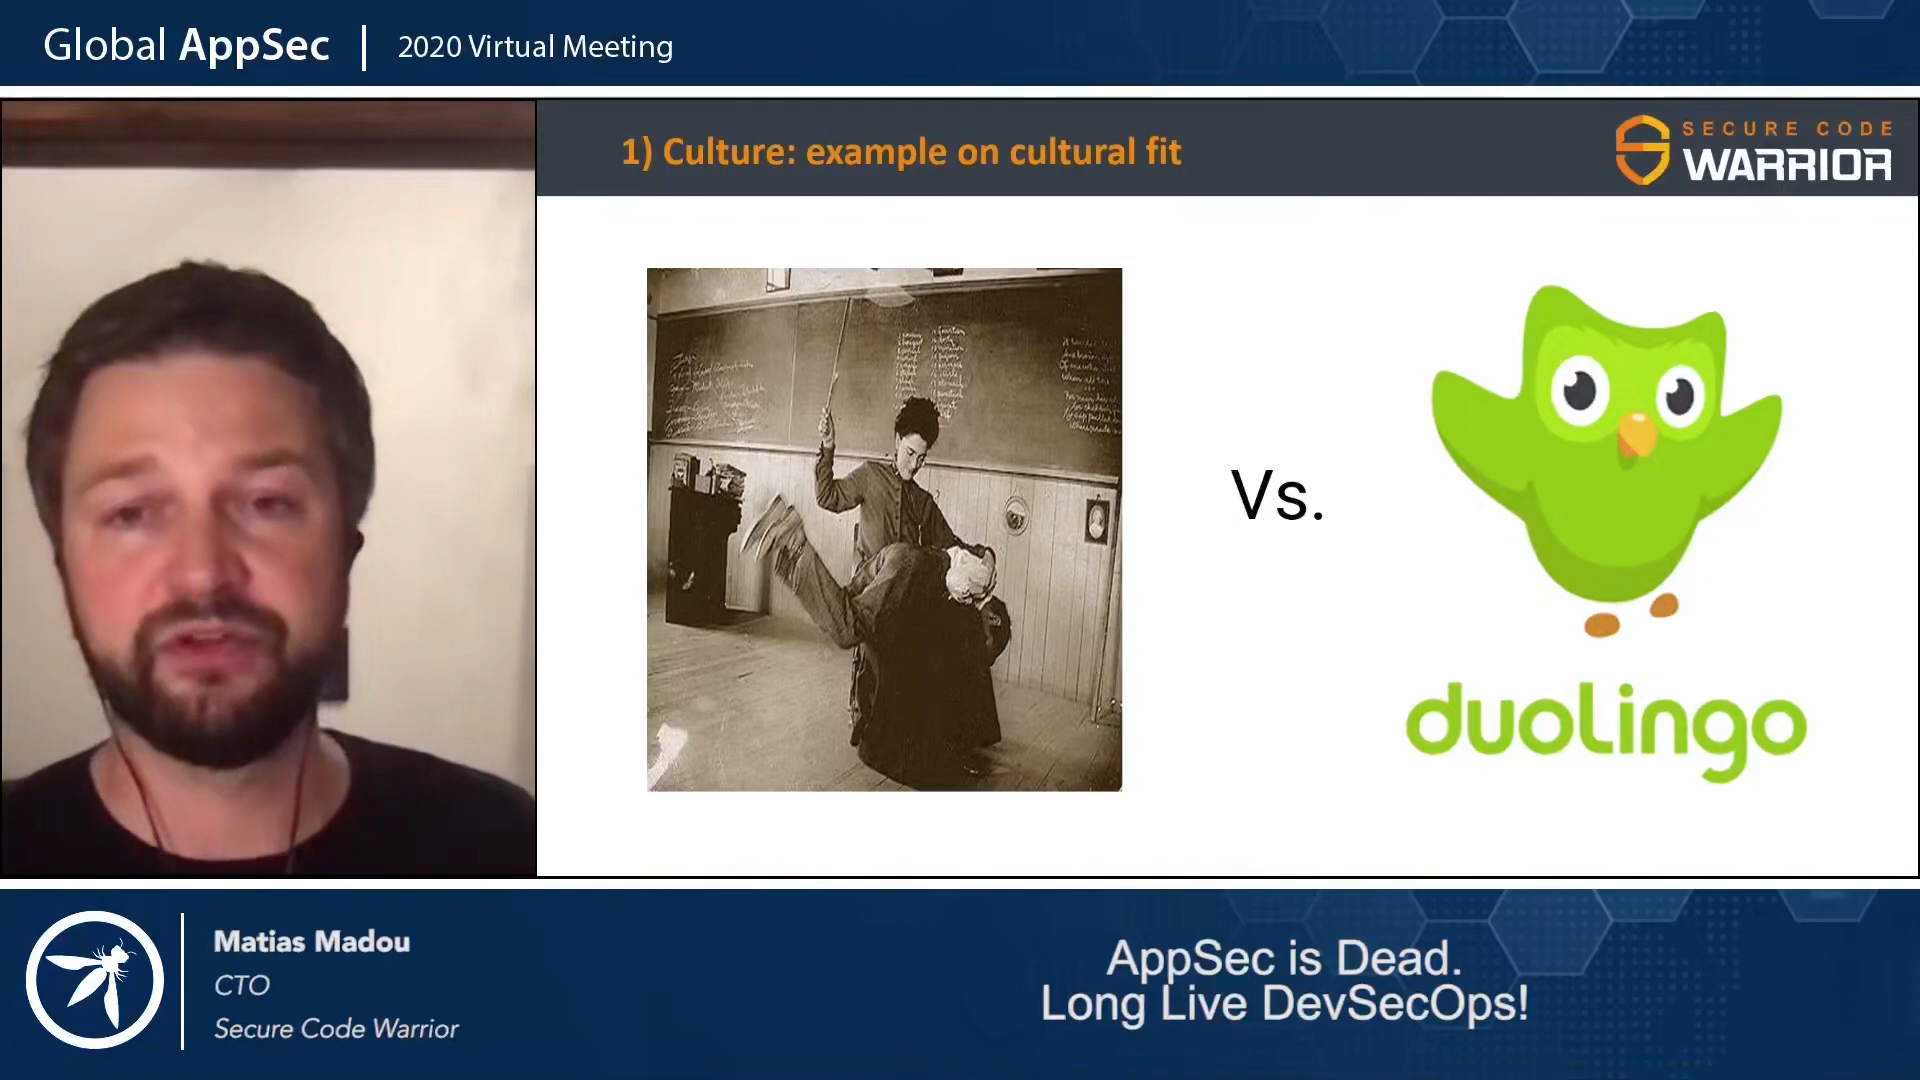 Global AppSec | 2020 Virtual Meeting
1) Culture: example on cultural fit
SECURE CODE
WARRIOR
Vs.
duolingo
Matias Madou
CTO
Secure Code Warrior
AppSec is Dead.
Long Live DevSecOps!